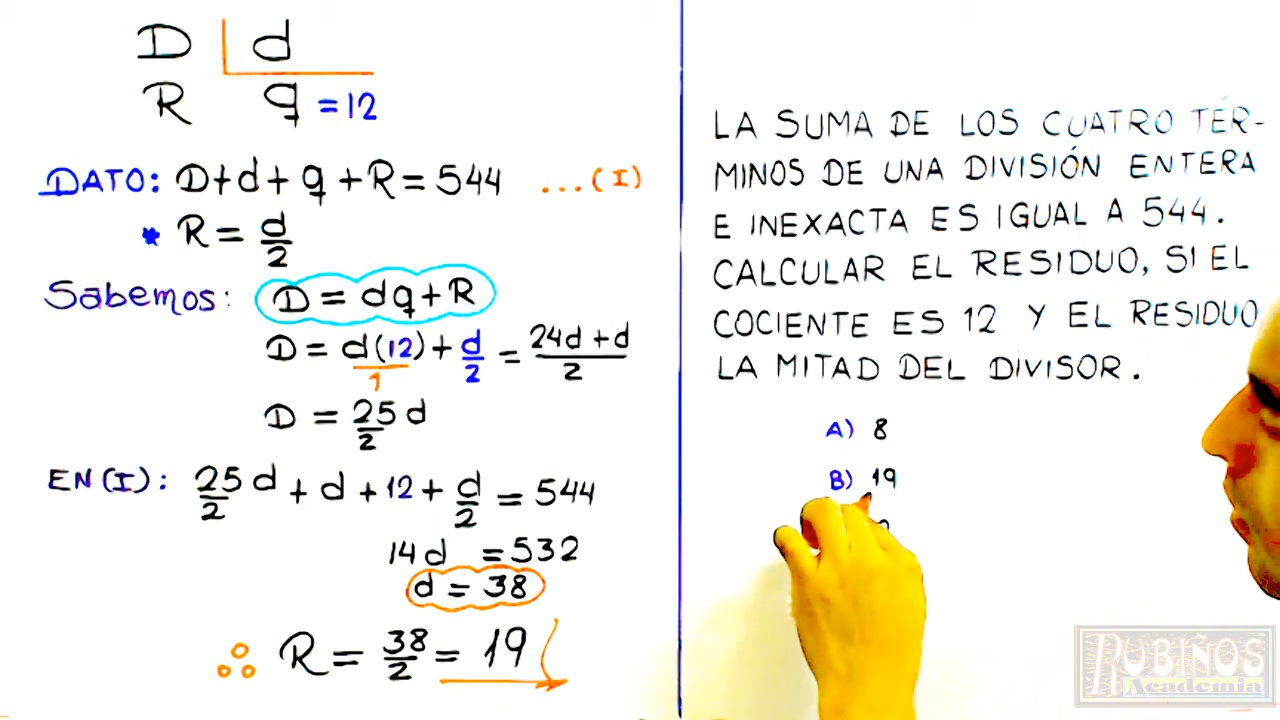 D d
R q = 12
DATO: D + d + q + R = 544 ...(I)
* R = d/2
Sabemos: D = dq + R
D = d(12)/1 + d/2 = 24d + d/2
D = 25/2 d
EN (I): 25/2 d + d + 12 + d/2 = 544
14d = 532
d = 38
∴ R = 38/2 = 19
LA SUMA DE LOS CUATRO TÉR-
MINOS DE UNA DIVISIÓN ENTERA
E INEXACTA ES IGUAL A 544.
CALCULAR EL RESIDUO, SI EL
COCIENTE ES 12 Y EL RESIDUO
LA MITAD DEL DIVISOR.
A) 8
B) 19
RUBIÑOS
Academia